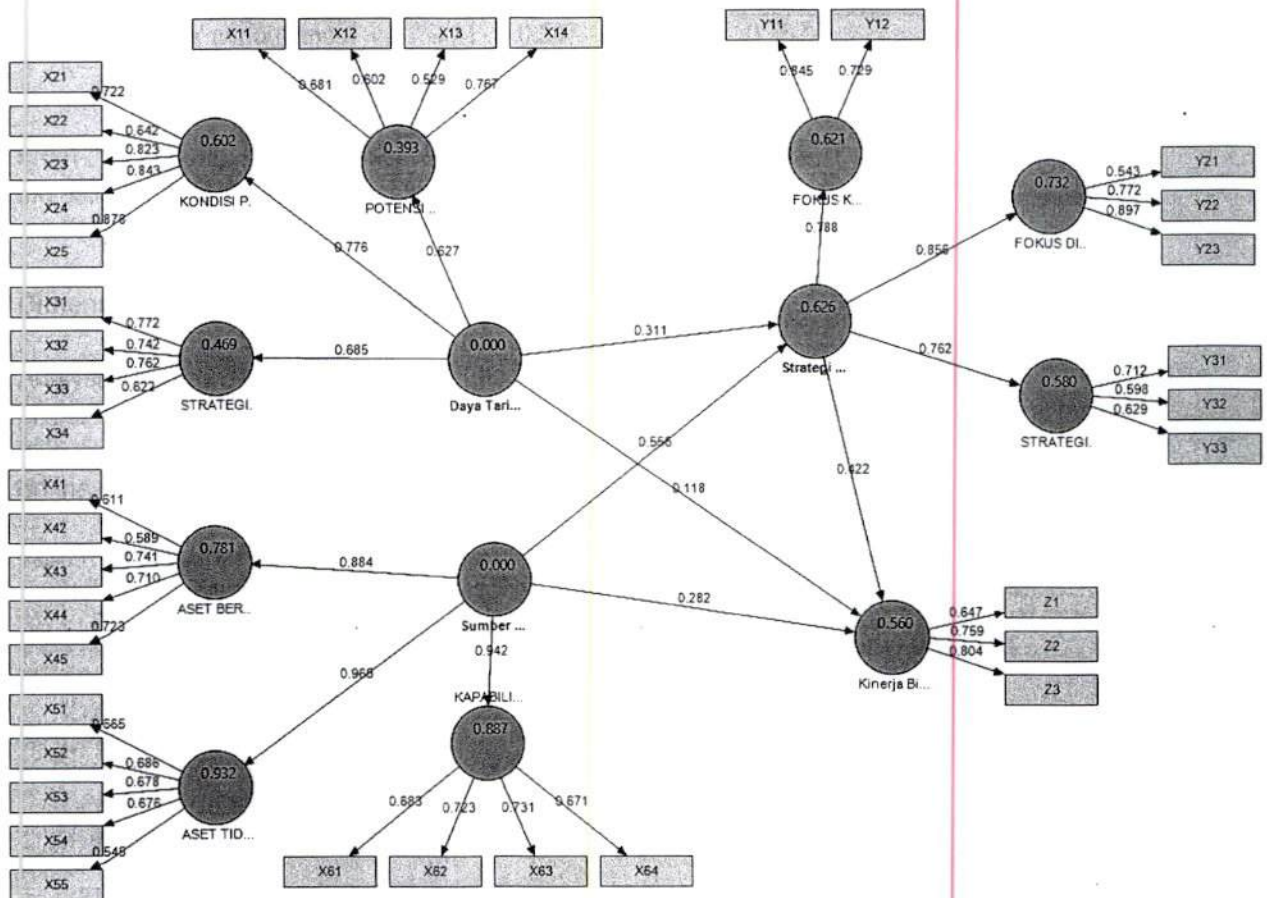 X11 X12 X13 X14
0.681 0.602 0.529 0.767
0.393
POTENSI ..
Y11 Y12
0.845 0.729
0.621
FOKUS K...
X21
X22
X23
X24
X25
0.722
0.642
0.823
0.843
0.878
0.602
KONDISI P.
0.776
0.627
0.788
0.732
FOKUS DI..
0.856
0.543
0.772
0.897
Y21
Y22
Y23
X31
X32
X33
X34
0.772
0.742
0.762
0.822
0.469
STRATEGI.
0.685
0.000
Daya Tari...
0.311
0.626
Strategi ...
0.762
0.580
STRATEGI.
0.712
0.598
0.629
Y31
Y32
Y33
0.118
0.422
X41
X42
X43
X44
X45
0.611
0.589
0.741
0.710
0.723
0.781
ASET BER..
0.884
0.000
Sumber ...
0.282
0.560
Kinerja Bi...
0.647
0.759
0.804
Z1
Z2
Z3
0.942
KAPABILI...
0.887
X51
X52
X53
X54
X55
0.686
0.678
0.676
0.548
0.932
ASET TID...
0.683 0.723 0.731 0.671
X61 X62 X63 X64